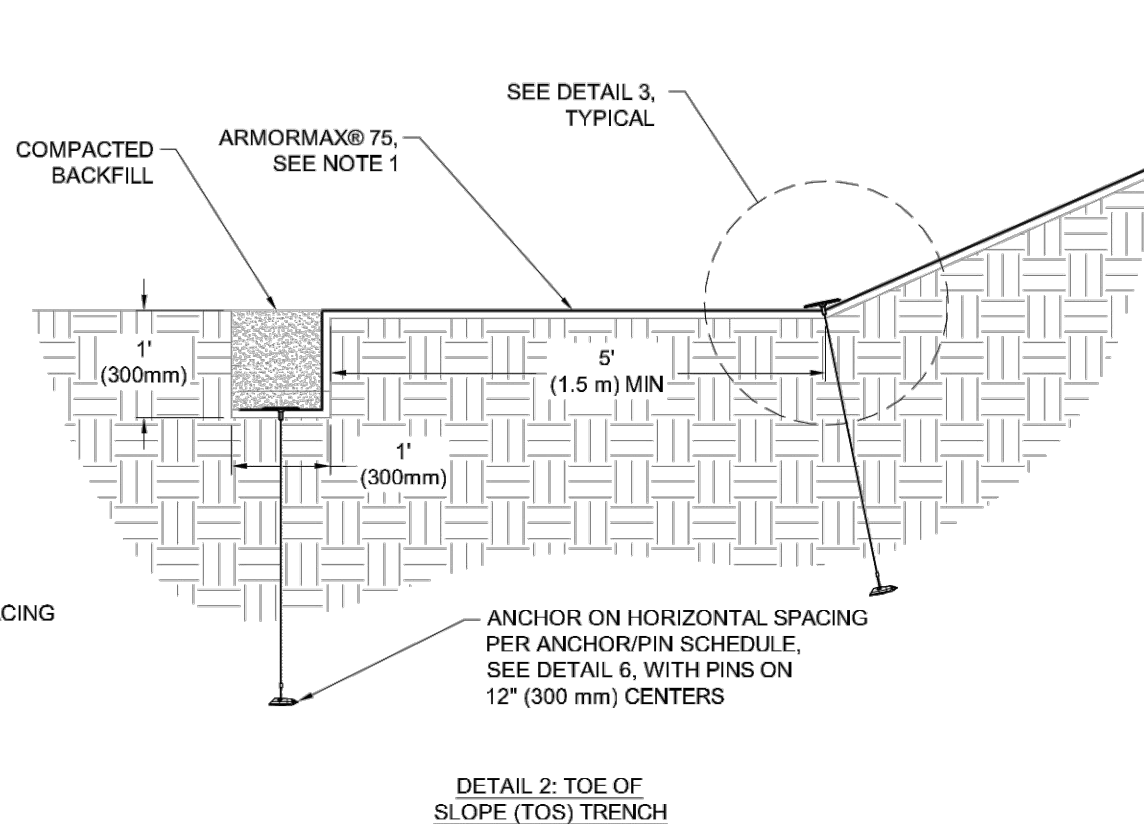 SEE DETAIL 3,
TYPICAL
ARMORMAX® 75,
SEE NOTE 1
COMPACTED
BACKFILL
1'
(300mm)
5'
(1.5 m) MIN
1'
(300mm)
ACING
ANCHOR ON HORIZONTAL SPACING
PER ANCHOR/PIN SCHEDULE,
SEE DETAIL 6, WITH PINS ON
12" (300 mm) CENTERS
DETAIL 2: TOE OF
SLOPE (TOS) TRENCH